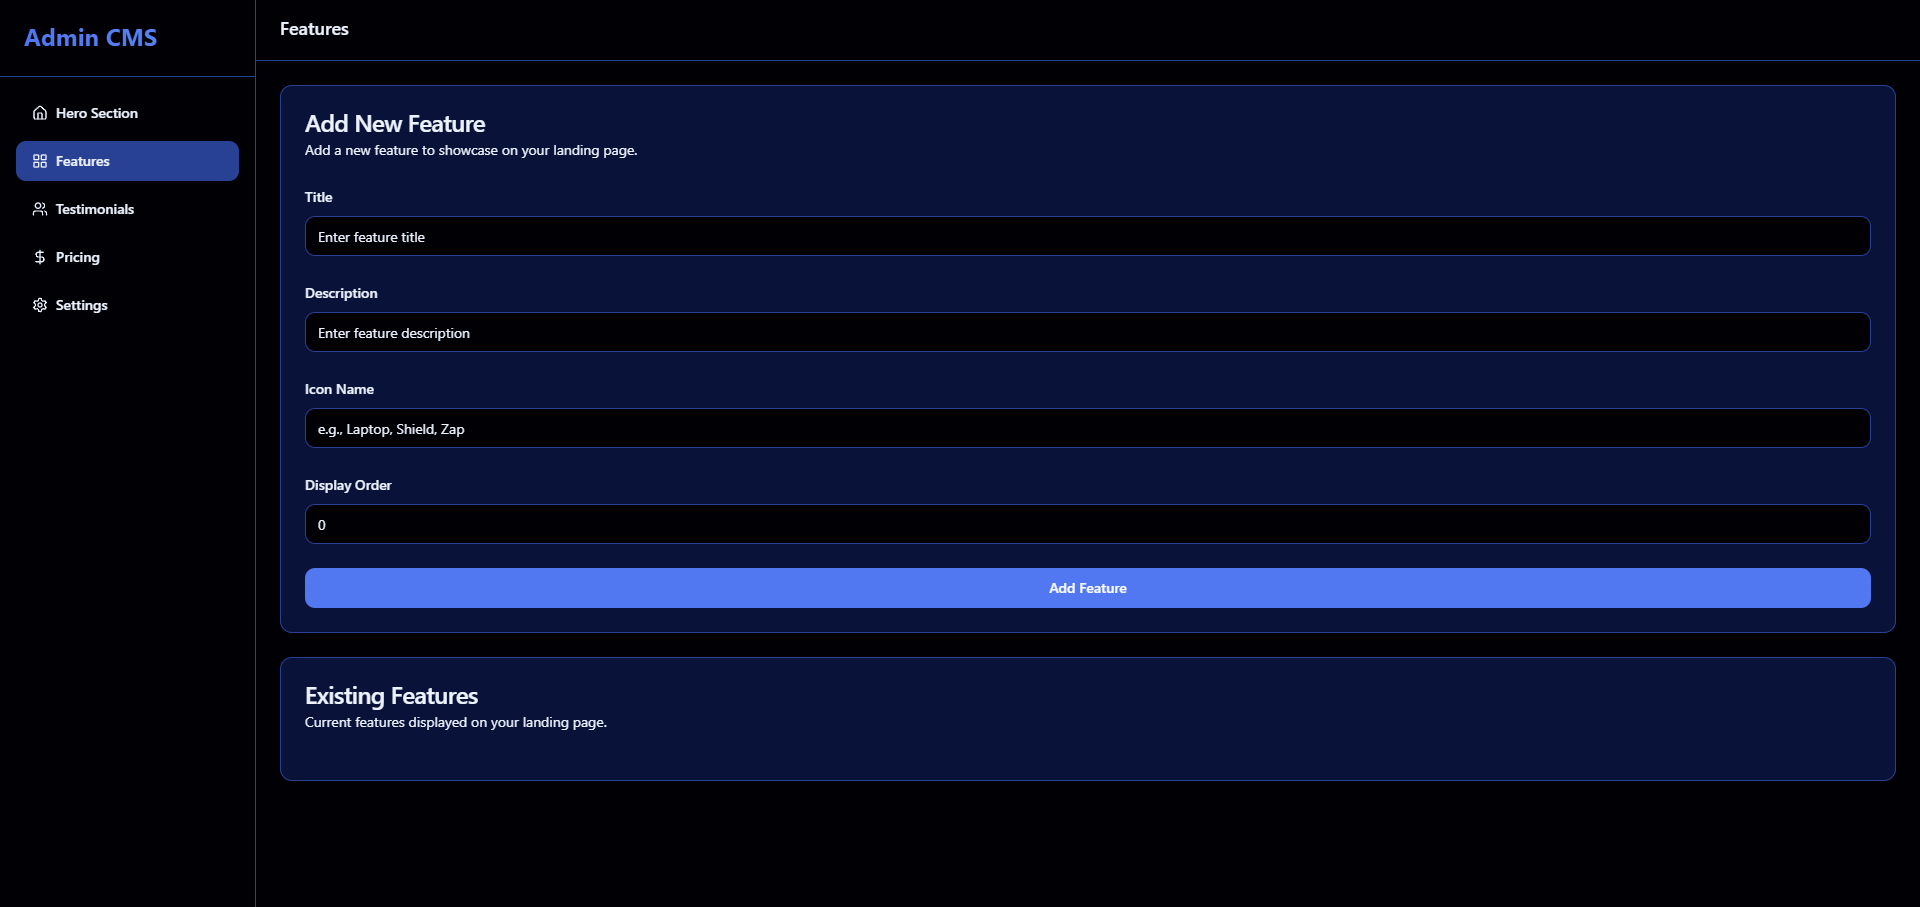 Admin CMS
Hero Section
Features
Testimonials
Pricing
Settings
Features
Add New Feature
Add a new feature to showcase on your landing page.
Title
Enter feature title
Description
Enter feature description
Icon Name
e.g., Laptop, Shield, Zap
Display Order
0
Add Feature
Existing Features
Current features displayed on your landing page.